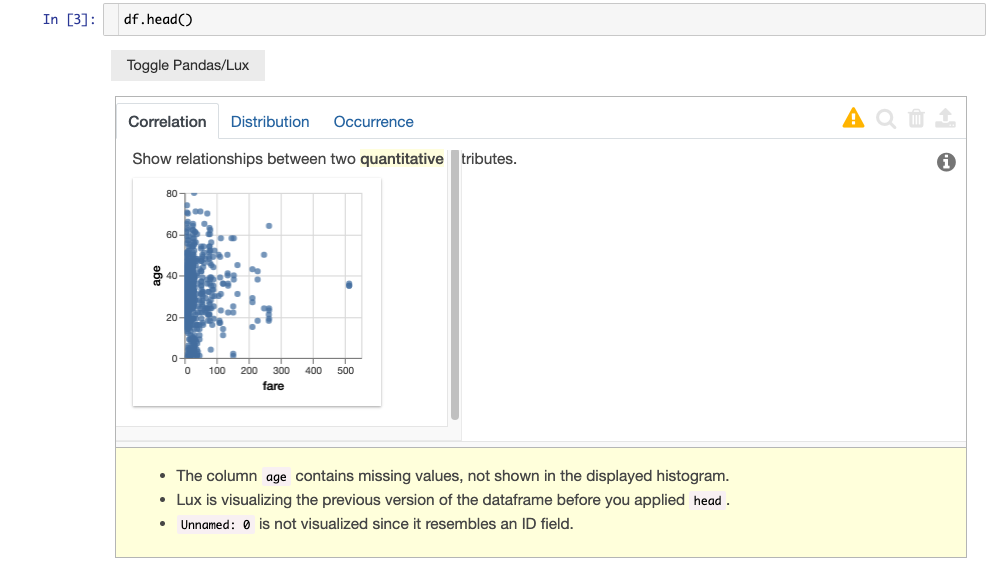 In [3]: df.head()
Toggle Pandas/Lux
Correlation Distribution Occurrence
Show relationships between two quantitative tributes.
80
60
40
20
0
age
0 100 200 300 400 500
fare
• The column age contains missing values, not shown in the displayed histogram.
• Lux is visualizing the previous version of the dataframe before you applied head.
• Unnamed: 0 is not visualized since it resembles an ID field.